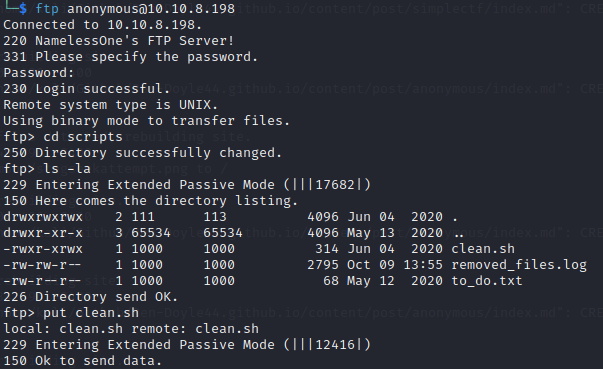 └─$ ftp anonymous@10.10.8.198
Connected to 10.10.8.198.
220 NamelessOne's FTP Server!
331 Please specify the password.
Password:
230 Login successful.
Remote system type is UNIX.
Using binary mode to transfer files.
ftp> cd scripts
250 Directory successfully changed.
ftp> ls -la
229 Entering Extended Passive Mode (|||17682|)
150 Here comes the directory listing.
drwxrwxrwx    2 111      113          4096 Jun 04  2020 .
drwxr-xr-x    3 65534    65534        4096 May 13  2020 ..
-rwxr-xrwx    1 1000     1000          314 Jun 04  2020 clean.sh
-rw-rw-r--    1 1000     1000         2795 Oct 09 13:55 removed_files.log
-rw-r--r--    1 1000     1000           68 May 12  2020 to_do.txt
226 Directory send OK.
ftp> put clean.sh
local: clean.sh remote: clean.sh
229 Entering Extended Passive Mode (|||12416|)
150 Ok to send data.